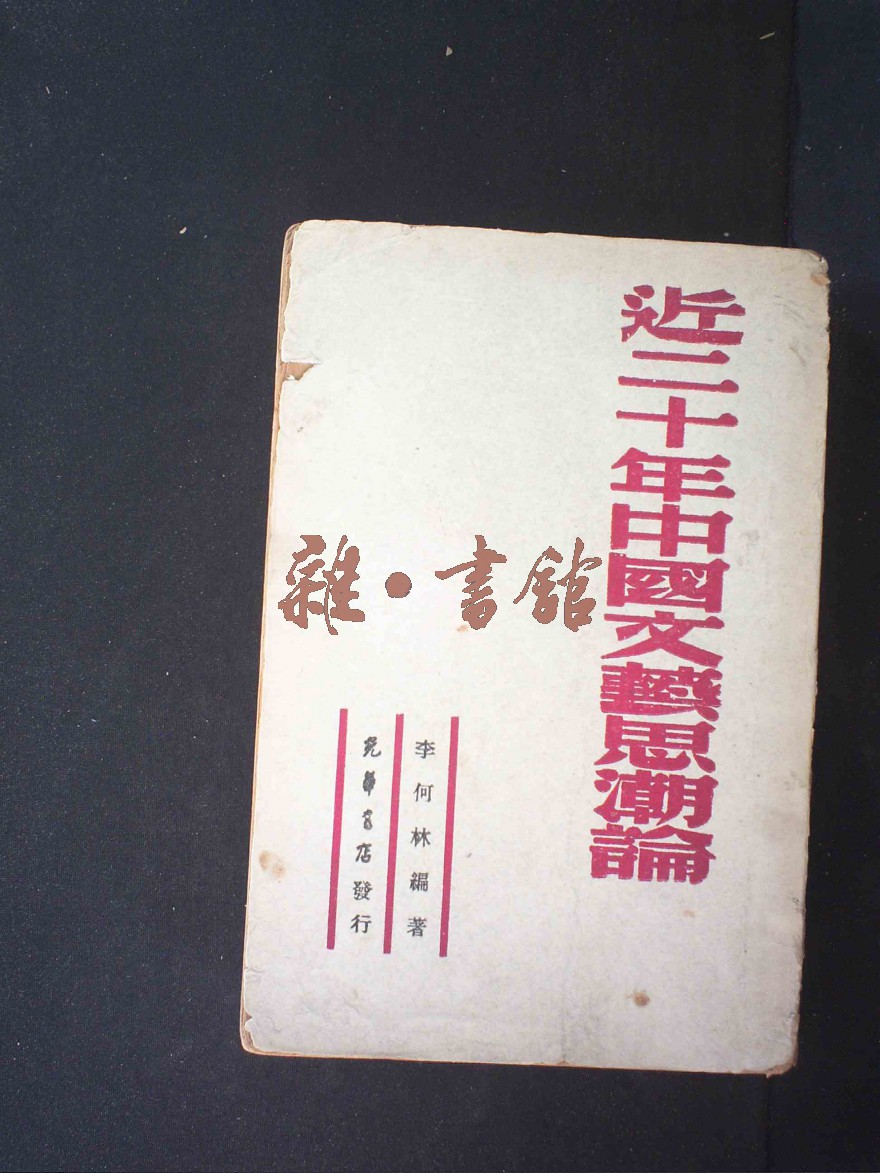 近二十年中國文藝思潮論
李何林編著
光華書店發行
雜·書館